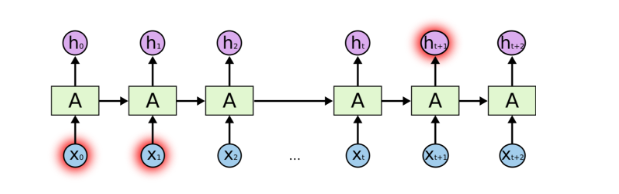 h₀ h₁ h₂ hₜ hₜ₊₁ hₜ₊₂
A A A A A A
x₀ x₁ x₂ ... xₜ xₜ₊₁ xₜ₊₂